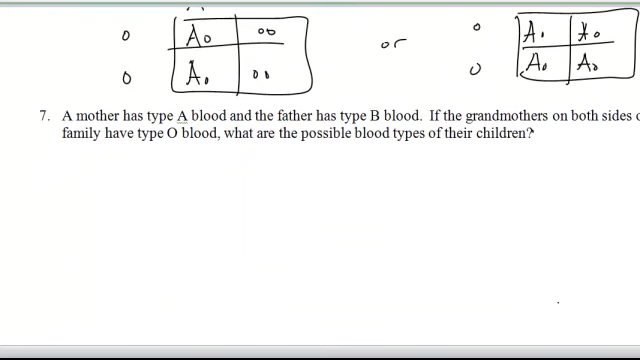 o Ao oo or o Ao Ao
o Ao oo o Ao Ao
7. A mother has type A blood and the father has type B blood. If the grandmothers on both sides o
family have type O blood, what are the possible blood types of their children?